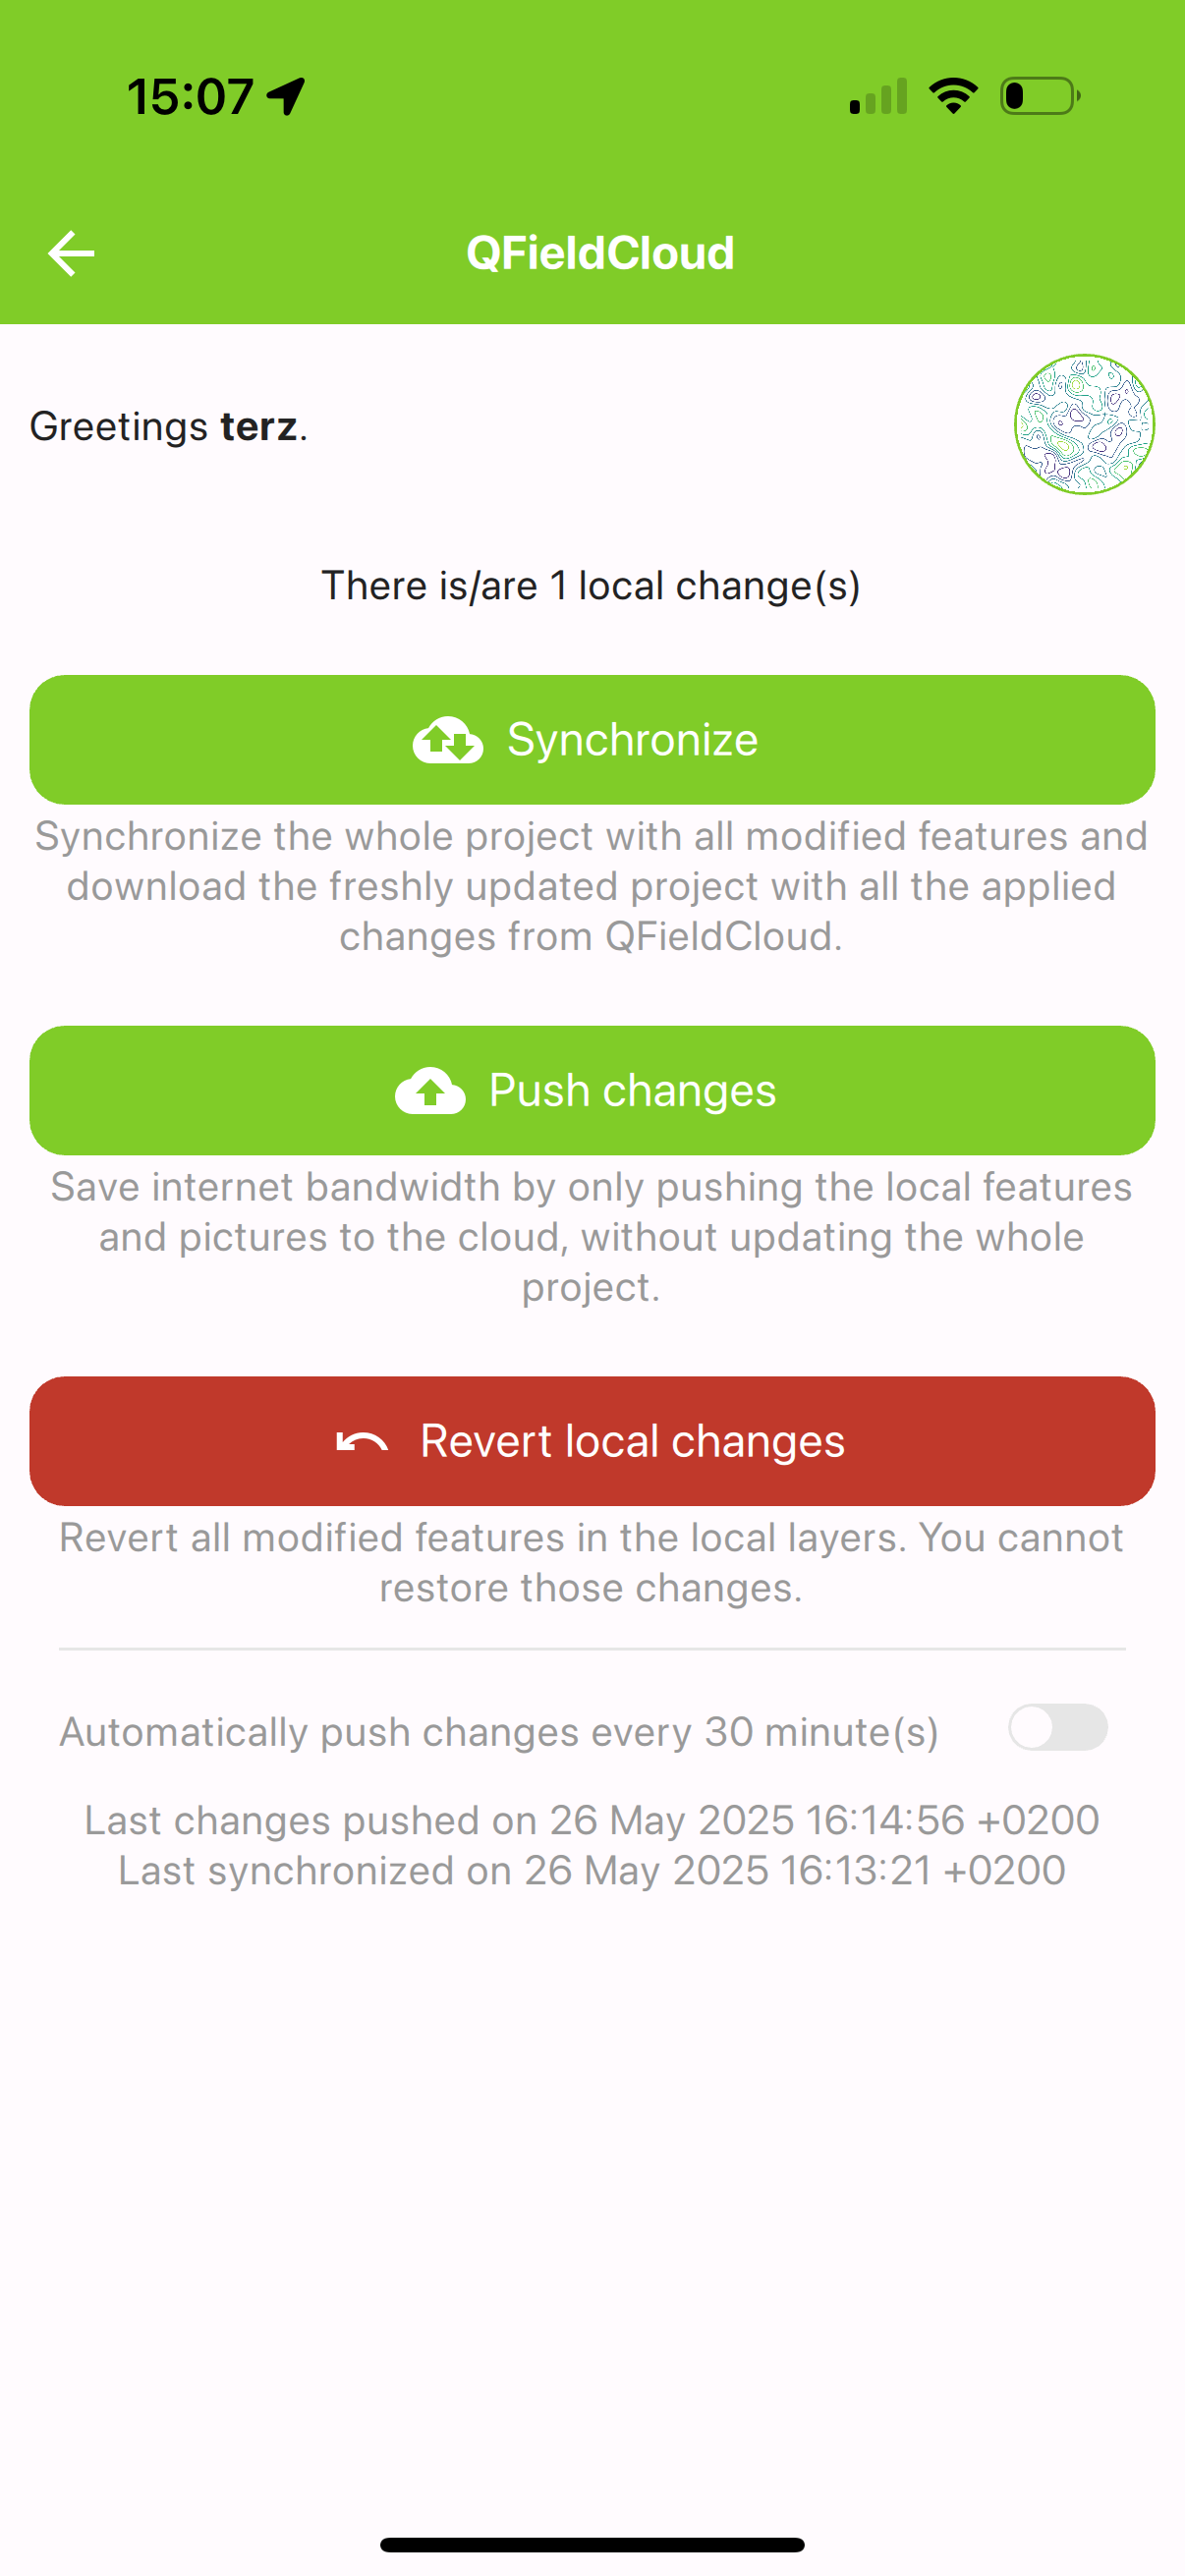 15:07
QFieldCloud
Greetings terz.
There is/are 1 local change(s)
Synchronize
Synchronize the whole project with all modified features and
download the freshly updated project with all the applied
changes from QFieldCloud.
Push changes
Save internet bandwidth by only pushing the local features
and pictures to the cloud, without updating the whole
project.
Revert local changes
Revert all modified features in the local layers. You cannot
restore those changes.
Automatically push changes every 30 minute(s)
Last changes pushed on 26 May 2025 16:14:56 +0200
Last synchronized on 26 May 2025 16:13:21 +0200